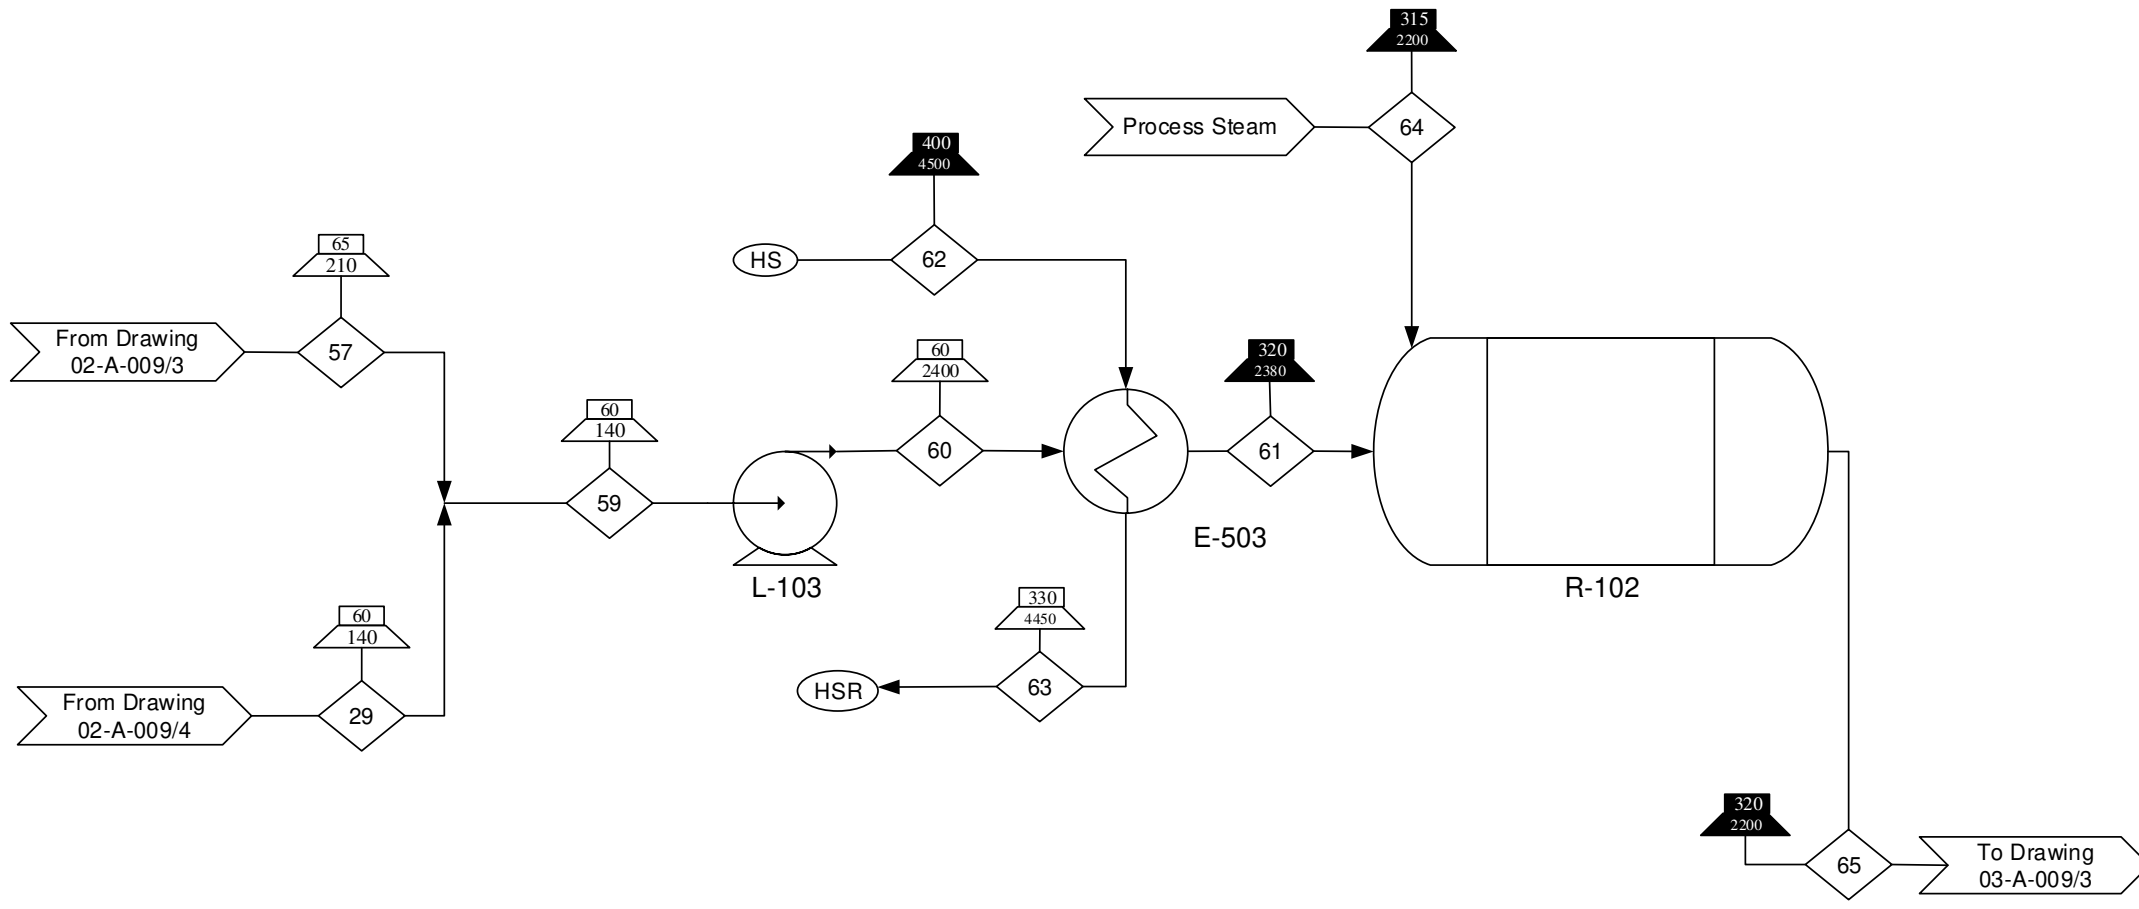 315
2200
Process Steam
64
400
4500
HS
62
65
210
From Drawing
02-A-009/3
57
60
140
59
60
2400
60
320
2380
61
L-103
E-503
R-102
60
140
From Drawing
02-A-009/4
29
330
4450
HSR
63
320
2200
65
To Drawing
03-A-009/3